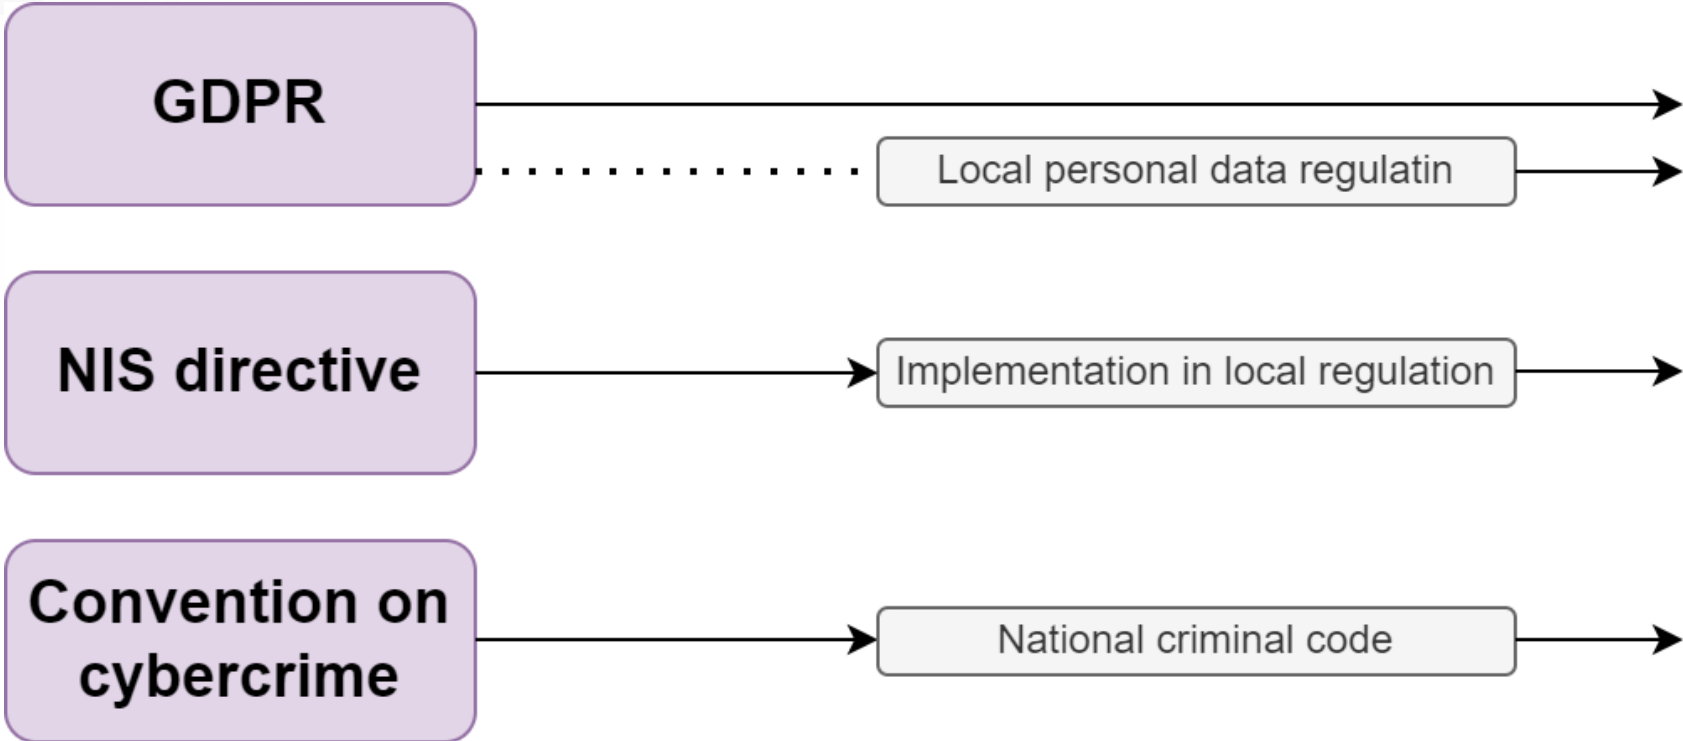 GDPR
Local personal data regulatin
NIS directive
Implementation in local regulation
Convention on
cybercrime
National criminal code